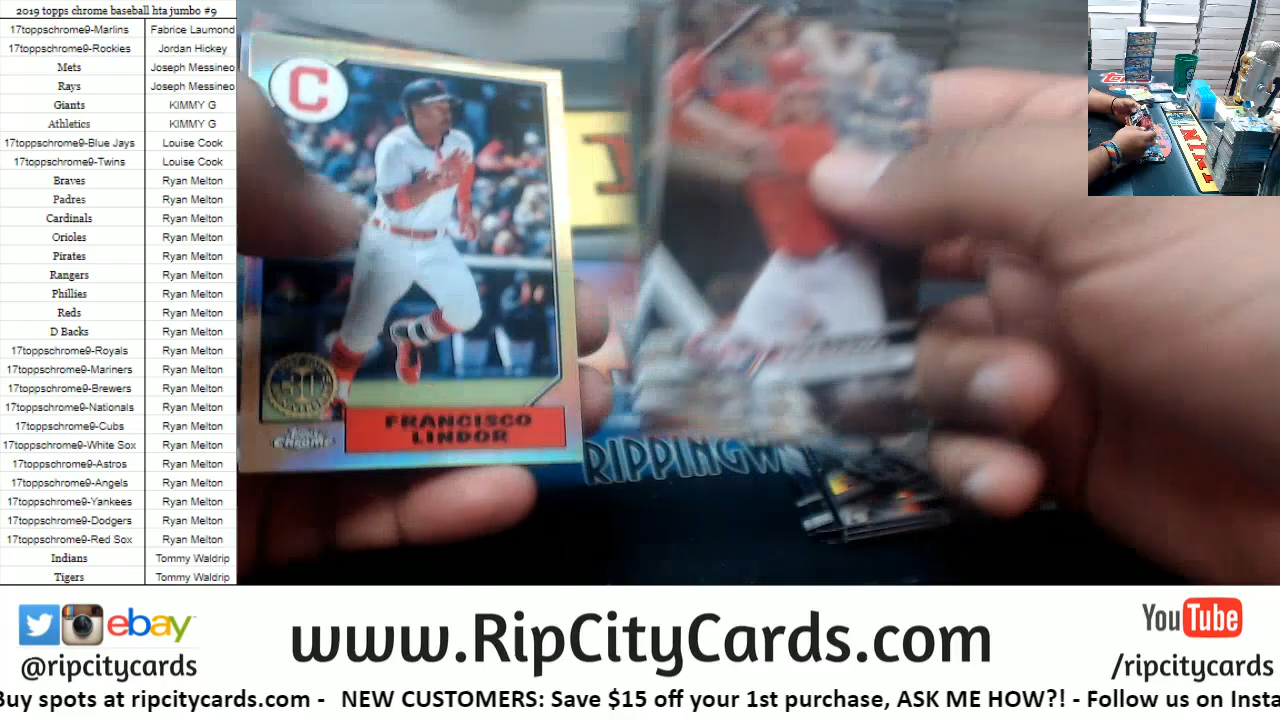 2019 topps chrome baseball hta jumbo #9
17toppschrome9-Marlins Fabrice Laumond
17toppschrome9-Rockies Jordan Hickey
Mets Joseph Messineo
Rays Joseph Messineo
Giants KIMMY G
Athletics KIMMY G
17toppschrome9-Blue Jays Louise Cook
17toppschrome9-Twins Louise Cook
Braves Ryan Melton
Padres Ryan Melton
Cardinals Ryan Melton
Orioles Ryan Melton
Pirates Ryan Melton
Rangers Ryan Melton
Phillies Ryan Melton
Reds Ryan Melton
D Backs Ryan Melton
17toppschrome9-Royals Ryan Melton
17toppschrome9-Mariners Ryan Melton
17toppschrome9-Brewers Ryan Melton
17toppschrome9-Nationals Ryan Melton
17toppschrome9-Cubs Ryan Melton
17toppschrome9-White Sox Ryan Melton
17toppschrome9-Astros Ryan Melton
17toppschrome9-Angels Ryan Melton
17toppschrome9-Yankees Ryan Melton
17toppschrome9-Dodgers Ryan Melton
17toppschrome9-Red Sox Ryan Melton
Indians Tommy Waldrip
Tigers Tommy Waldrip
C
CHROME
FRANCISCO
LINDOR
RIPPINGW
ebay
@ripcitycards
www.RipCityCards.com
YouTube
/ripcitycards
Buy spots at ripcitycards.com - NEW CUSTOMERS: Save $15 off your 1st purchase, ASK ME HOW?! - Follow us on Insta